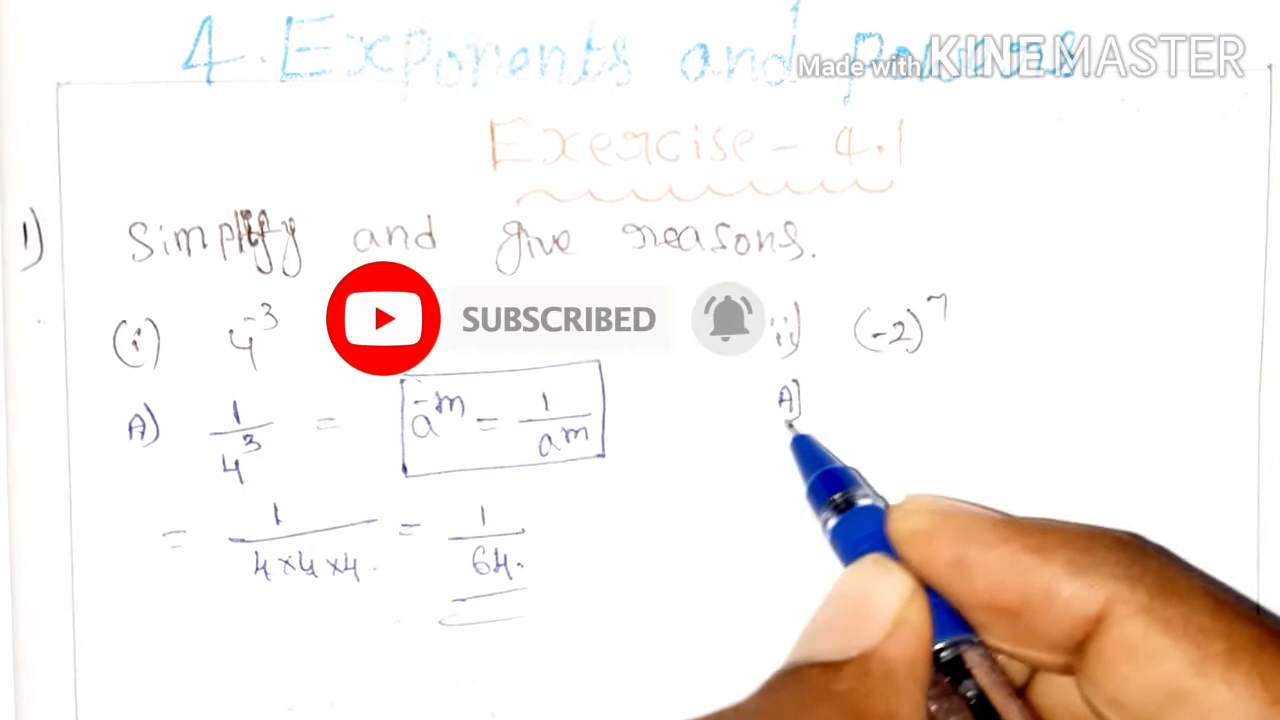 4. Exponents and Powers
Made with KINEMASTER
Exercise - 4.1
1) Simplify and give reasons.
(i) 4⁻³
SUBSCRIBED
ii) (-2)⁷
A) 1/4³ = a⁻ᵐ = 1/aᵐ
A]
= 1/4×4×4. = 1/64.